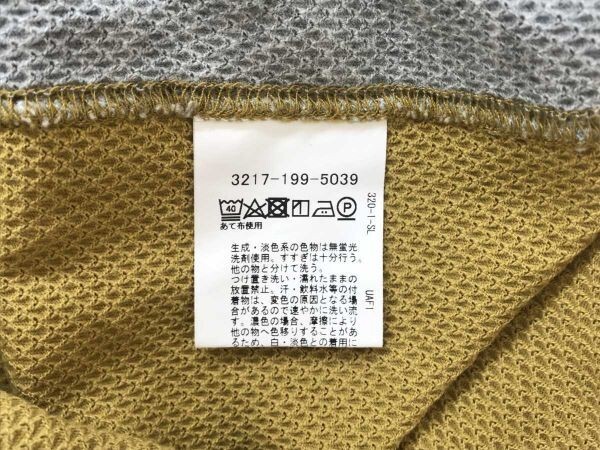 3217-199-5039
40
P
あて布使用
生成・淡色系の色物は無蛍光
洗剤使用。すすぎは十分行う。
他の物と分けて洗う。
つけ置き洗い・濡れたままの
放置禁止。汗・飲料水等の付
着物は、変色の原因となる場
合があるので速やかに洗い流
す。濃色の場合、摩擦により
他の物へ色移りすることがあ
るため、白・淡色との着用に
320-1-SL
UAF1